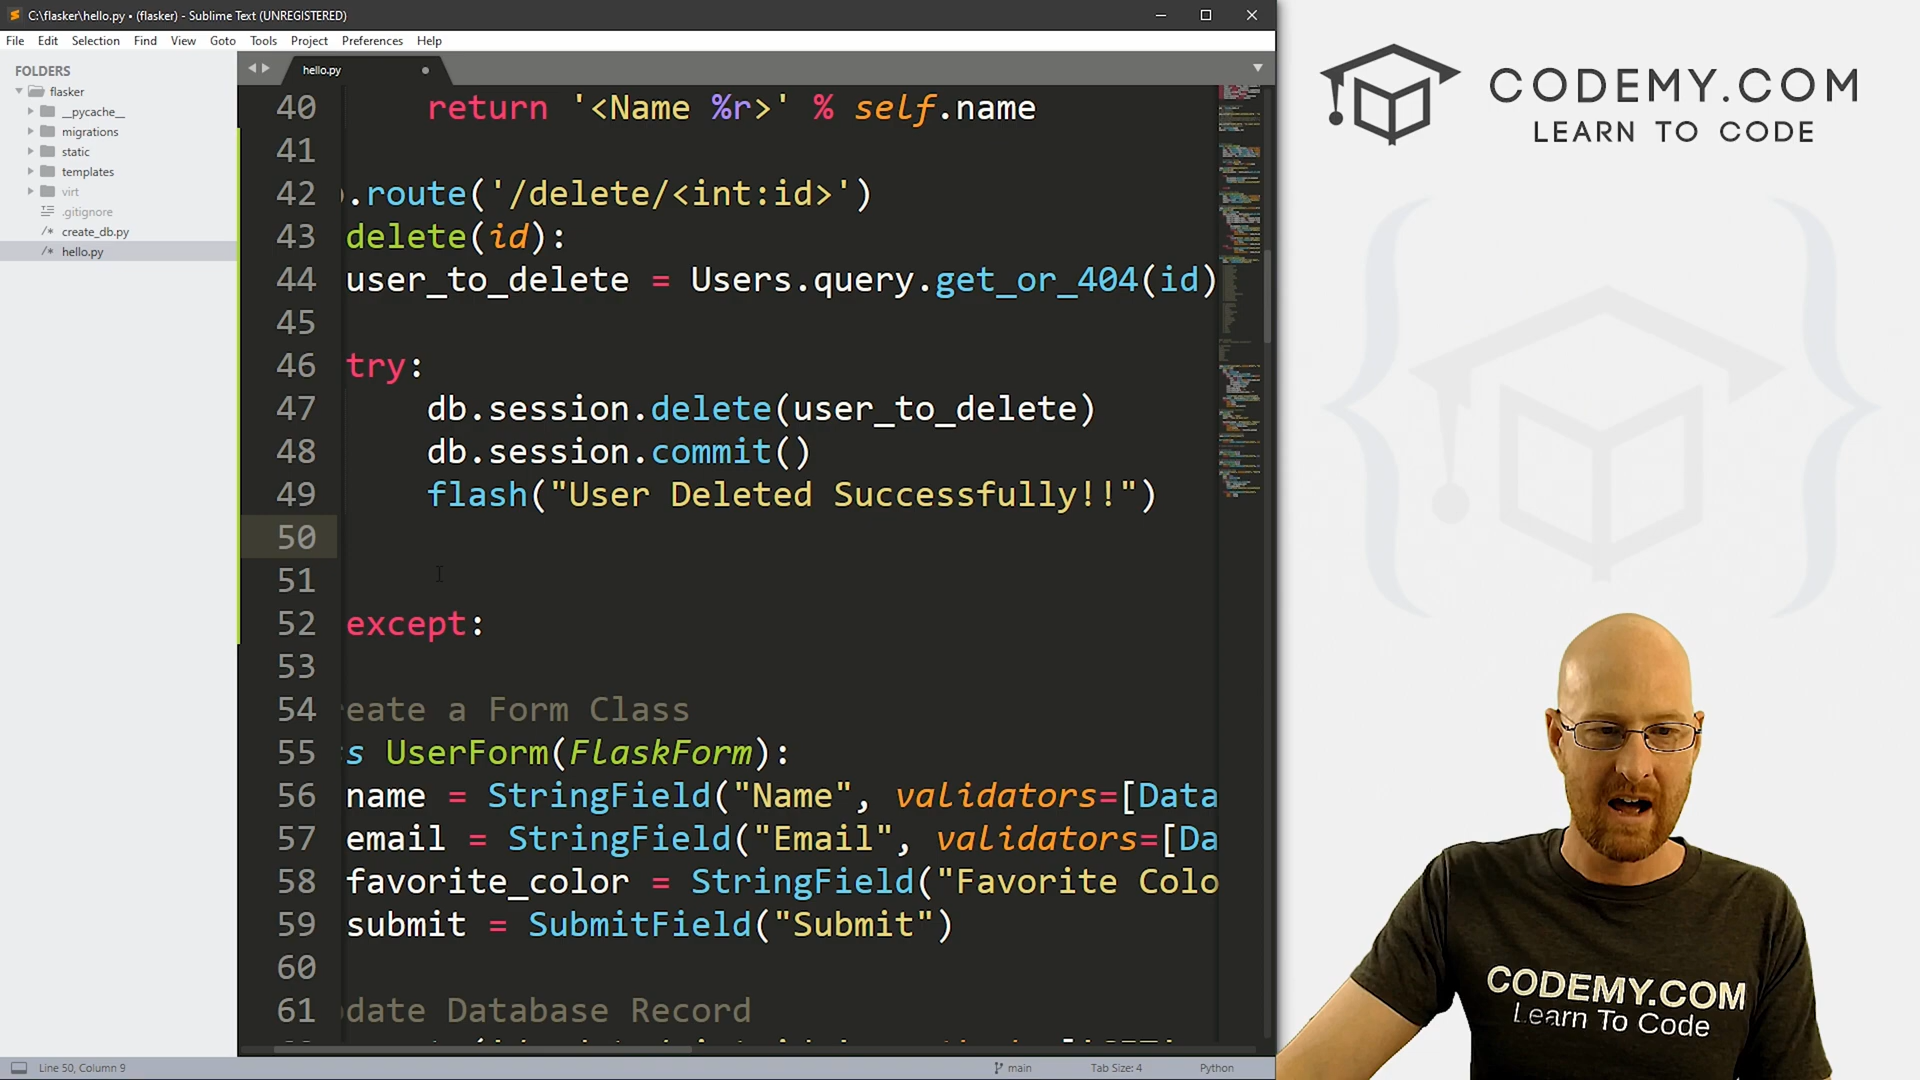 C:\flasker\hello.py • (flasker) - Sublime Text (UNREGISTERED)
File Edit Selection Find View Goto Tools Project Preferences Help
FOLDERS
flasker
__pycache__
migrations
static
templates
virt
.gitignore
create_db.py
hello.py
hello.py
40 return '<Name %r>' % self.name
41
42 .route('/delete/<int:id>')
43 delete(id):
44 user_to_delete = Users.query.get_or_404(id)
45
46 try:
47 db.session.delete(user_to_delete)
48 db.session.commit()
49 flash("User Deleted Successfully!!")
50
51
52 except:
53
54 reate a Form Class
55 s UserForm(FlaskForm):
56 name = StringField("Name", validators=[Data
57 email = StringField("Email", validators=[Da
58 favorite_color = StringField("Favorite Colo
59 submit = SubmitField("Submit")
60
61 pdate Database Record
Line 50, Column 9
main
Tab Size: 4
Python
CODEMY.COM
LEARN TO CODE
CODEMY.COM
Learn To Code